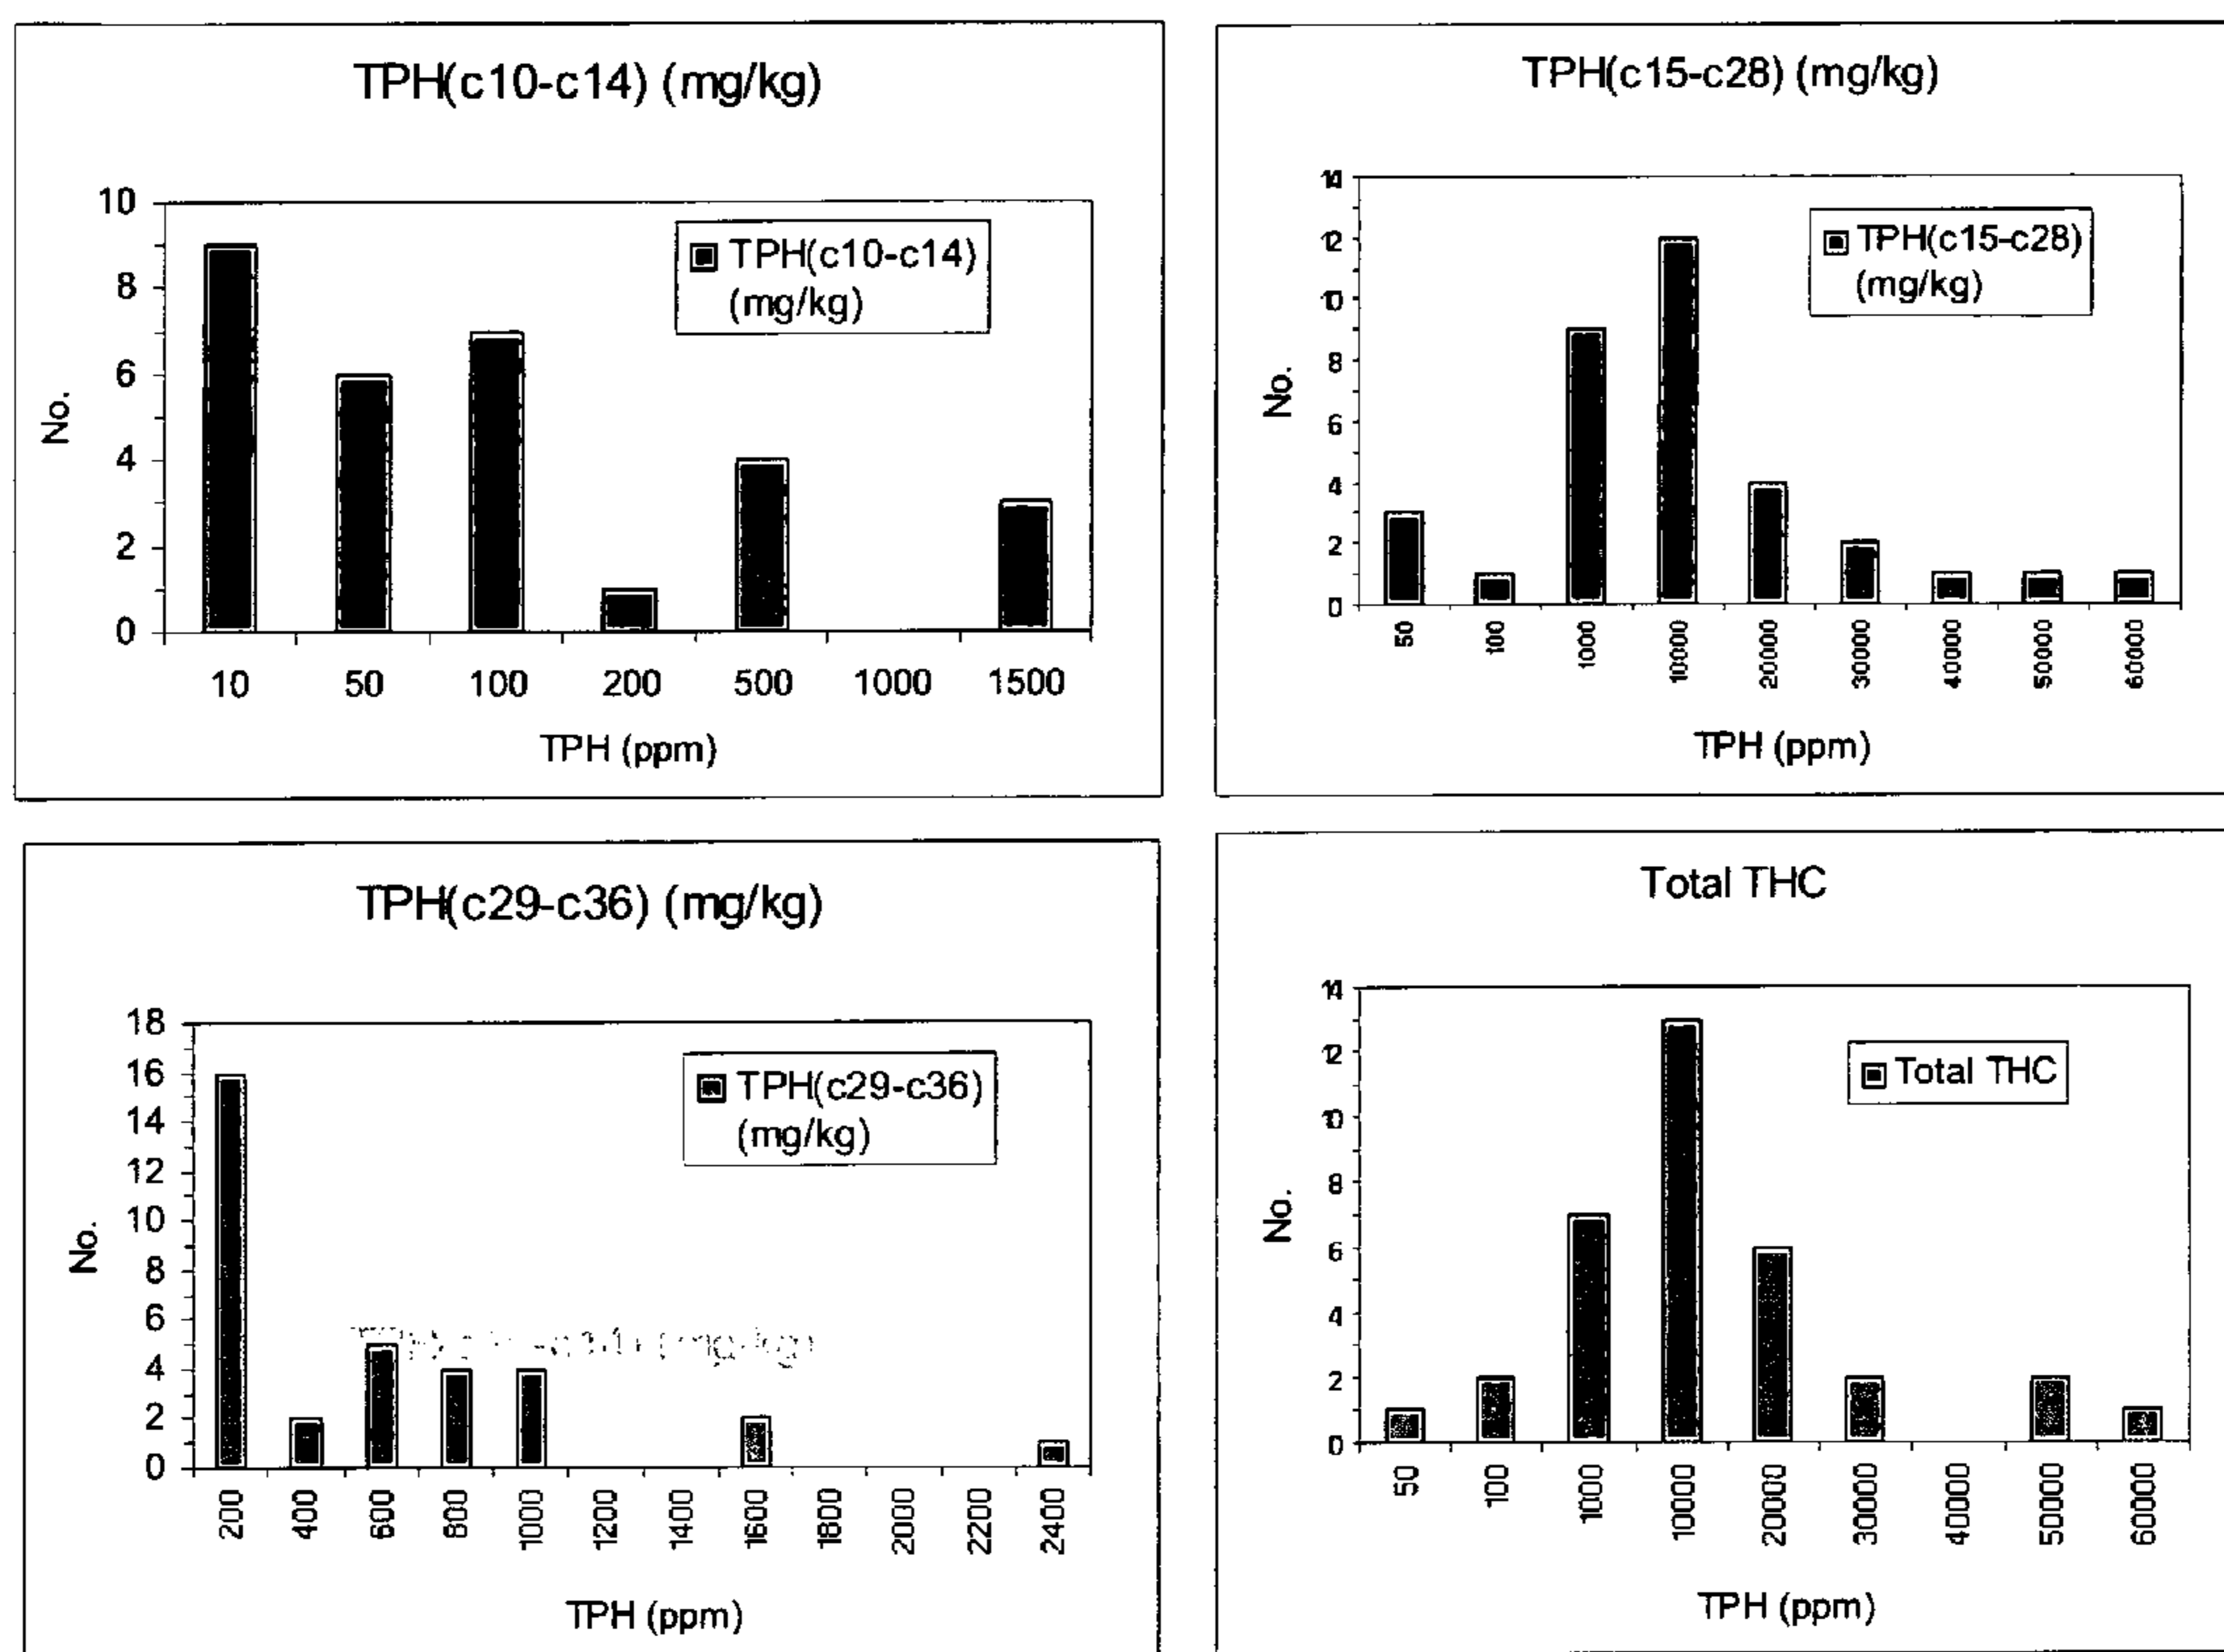 TPH(c10-c14) (mg/kg)
10
8
6
4
2
0
No.
TPH(c10-c14)
(mg/kg)
10 50 100 200 500 1000 1500
TPH (ppm)
TPH(c15-c28) (mg/kg)
14
12
10
8
6
4
2
0
No.
TPH(c15-c28)
(mg/kg)
50 100 1000 10000 20000 30000 40000 50000 60000
TPH (ppm)
TPH(c29-c36) (mg/kg)
18
16
14
12
10
8
6
4
2
0
No.
TPH(c29-c36)
(mg/kg)
(mg/kg)
200 400 600 800 1000 1200 1400 1600 1800 2000 2200 2400
TPH (ppm)
Total THC
14
12
10
8
6
4
2
0
No.
Total THC
50 100 1000 10000 20000 30000 40000 50000 60000
TPH (ppm)